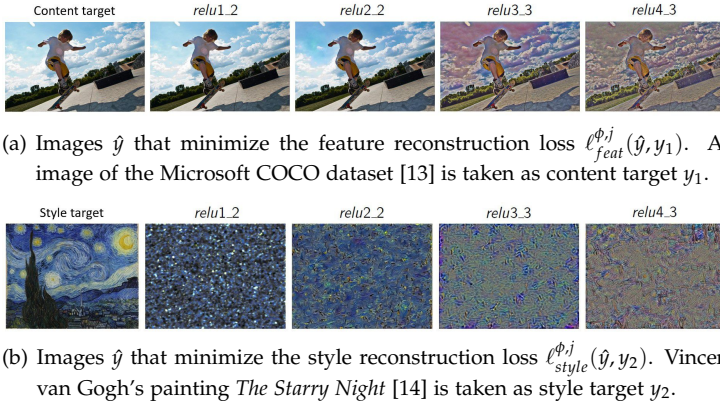 Content target relu1_2 relu2_2 relu3_3 relu4_3
(a) Images ŷ that minimize the feature reconstruction loss ℓ^{ϕ,j}_{feat}(ŷ, y₁). A
image of the Microsoft COCO dataset [13] is taken as content target y₁.
Style target relu1_2 relu2_2 relu3_3 relu4_3
(b) Images ŷ that minimize the style reconstruction loss ℓ^{ϕ,j}_{style}(ŷ, y₂). Vincen
van Gogh's painting The Starry Night [14] is taken as style target y₂.